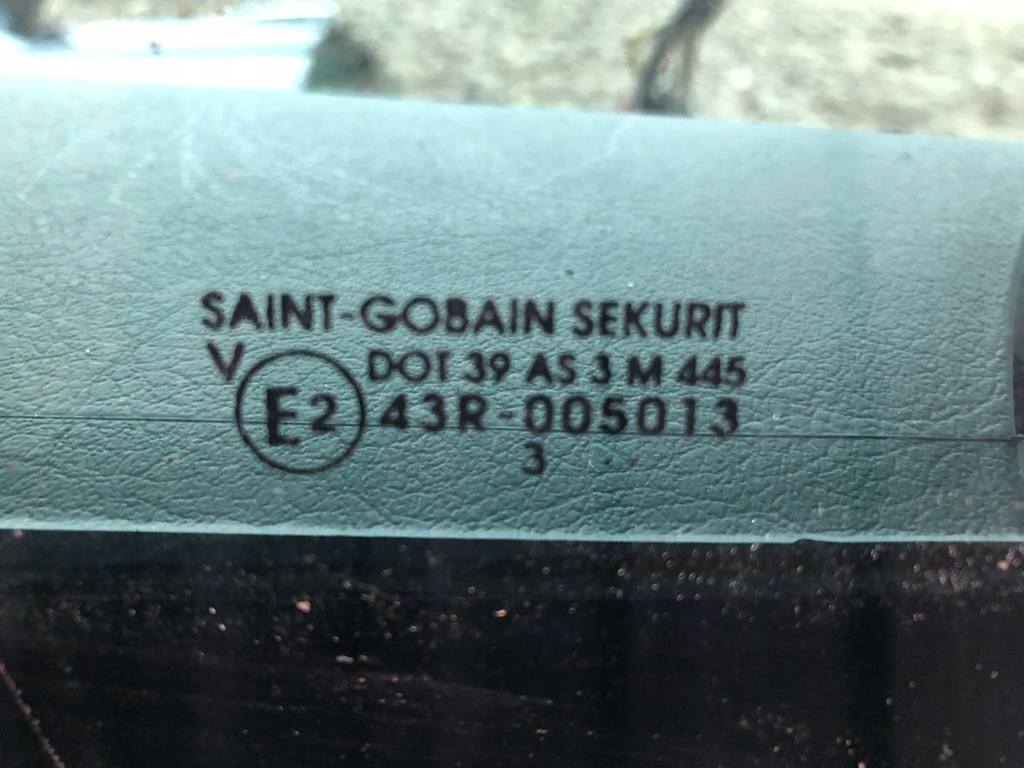 SAINT-GOBAIN SEKURIT
V DOT 39 AS 3 M 445
E2 43R-005013
3